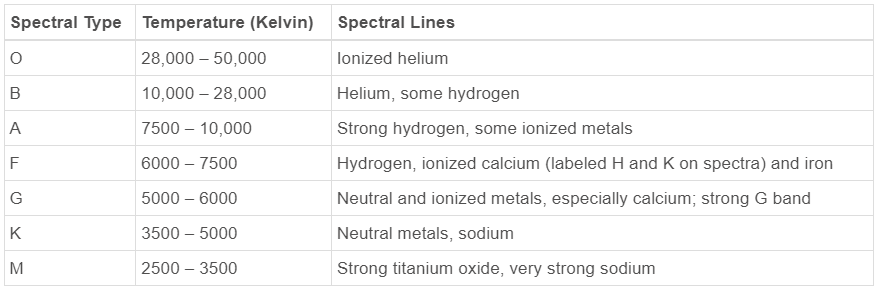 Spectral Type Temperature (Kelvin) Spectral Lines
O 28,000 – 50,000 Ionized helium
B 10,000 – 28,000 Helium, some hydrogen
A 7500 – 10,000 Strong hydrogen, some ionized metals
F 6000 – 7500 Hydrogen, ionized calcium (labeled H and K on spectra) and iron
G 5000 – 6000 Neutral and ionized metals, especially calcium; strong G band
K 3500 – 5000 Neutral metals, sodium
M 2500 – 3500 Strong titanium oxide, very strong sodium